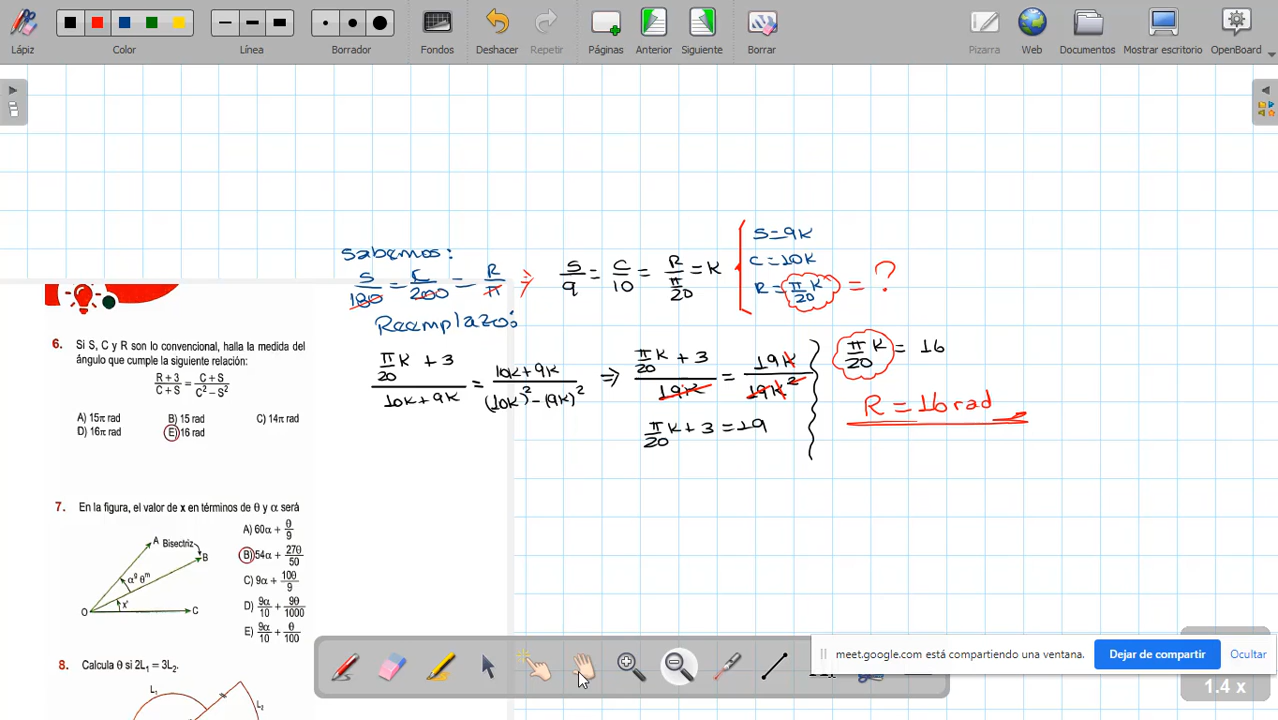 Lápiz
Color
Línea
Borrador
Fondos
Deshacer
Repetir
Páginas
Anterior
Siguiente
Borrar
Pizarra
Web
Documentos
Mostrar escritorio
OpenBoard
Sabemos:
S/180 = C/200 = R/π ⇒ S/9 = C/10 = R/(π/20) = K
S=9K
C=10K
R = π/20 K = ?
Reemplazo:
(π/20 K + 3)/(10K+9K) = (10K+9K)/((10K)² - (9K)²) ⇒ (π/20 K + 3)/19K = 19K/19K²
π/20 K + 3 = 19
π/20 K = 16
R = 16 rad
6. Si S, C y R son lo convencional, halla la medida del
ángulo que cumple la siguiente relación:
(R + 3)/(C + S) = (C + S)/(C² – S²)
A) 15π rad B) 15 rad C) 14π rad
D) 16π rad E) 16 rad
7. En la figura, el valor de x en términos de θ y α será
A) 60α + θ/9
B) 54α + 27θ/50
C) 9α + 10θ/9
D) 9α/10 + 9θ/1000
E) 9α/10 + θ/100
A Bisectriz
B
α^g θ^m
x'
O
C
8. Calcula θ si 2L₁ = 3L₂.
L₁
L₂
meet.google.com está compartiendo una ventana.
Dejar de compartir
Ocultar
1.4 x